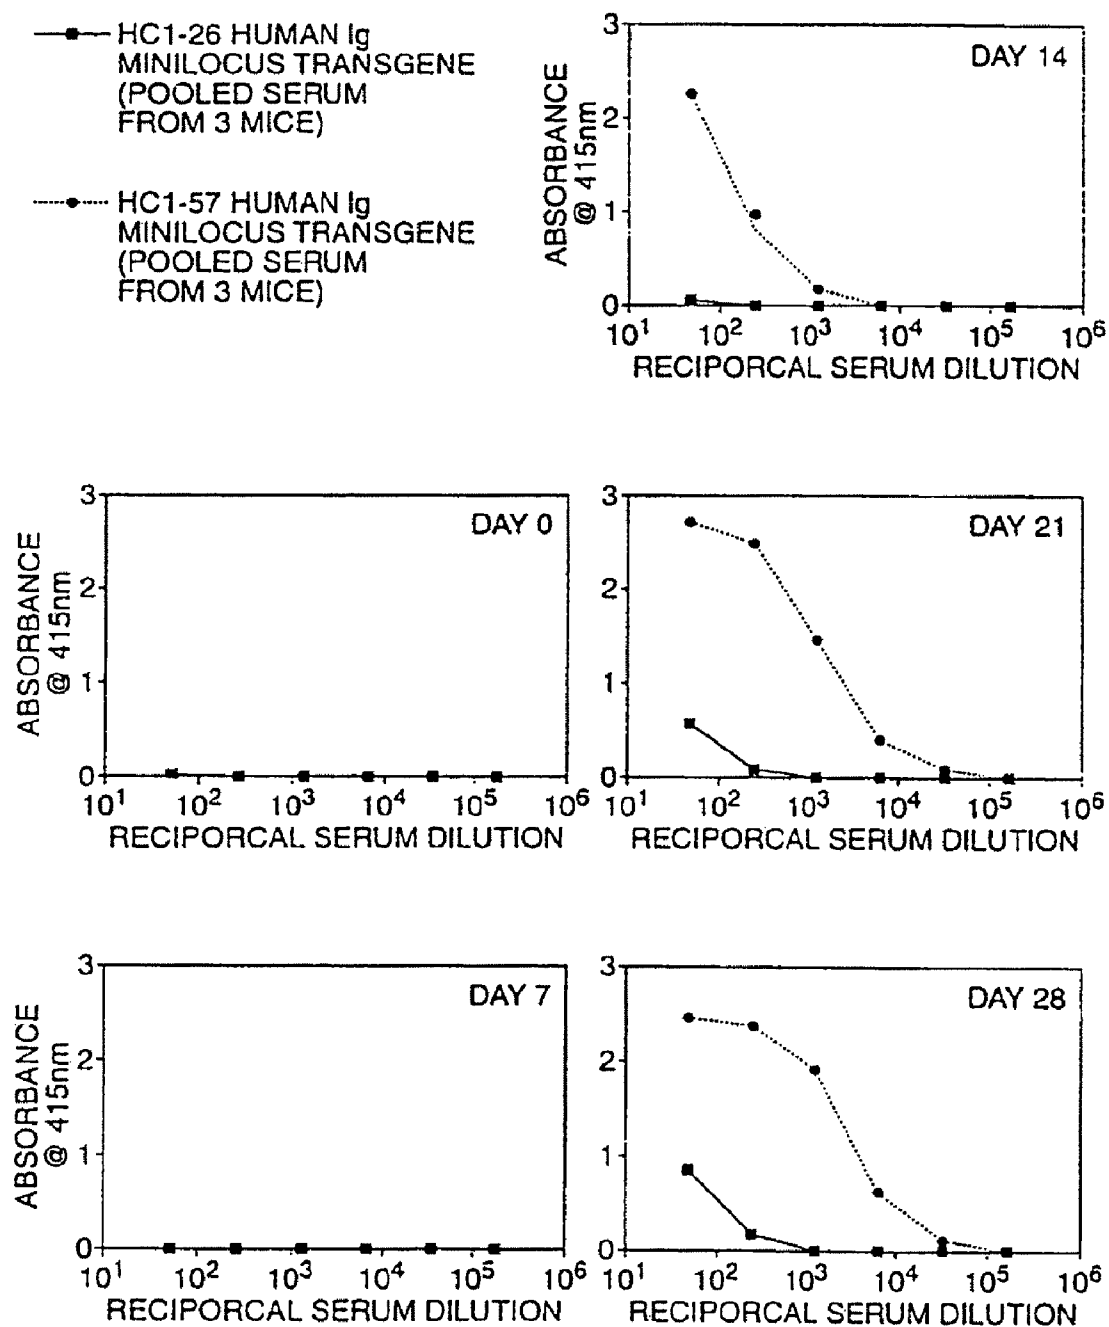 HC1-26 HUMAN Ig
MINILOCUS TRANSGENE
(POOLED SERUM
FROM 3 MICE)
HC1-57 HUMAN Ig
MINILOCUS TRANSGENE
(POOLED SERUM
FROM 3 MICE)
DAY 14
ABSORBANCE
@ 415nm
3
2
1
0
10¹ 10² 10³ 10⁴ 10⁵ 10⁶
RECIPORCAL SERUM DILUTION
DAY 0
ABSORBANCE
@ 415nm
3
2
1
0
10¹ 10² 10³ 10⁴ 10⁵ 10⁶
RECIPORCAL SERUM DILUTION
DAY 21
3
2
1
0
10¹ 10² 10³ 10⁴ 10⁵ 10⁶
RECIPORCAL SERUM DILUTION
DAY 7
ABSORBANCE
@ 415nm
3
2
1
0
10¹ 10² 10³ 10⁴ 10⁵ 10⁶
RECIPORCAL SERUM DILUTION
DAY 28
3
2
1
0
10¹ 10² 10³ 10⁴ 10⁵ 10⁶
RECIPORCAL SERUM DILUTION